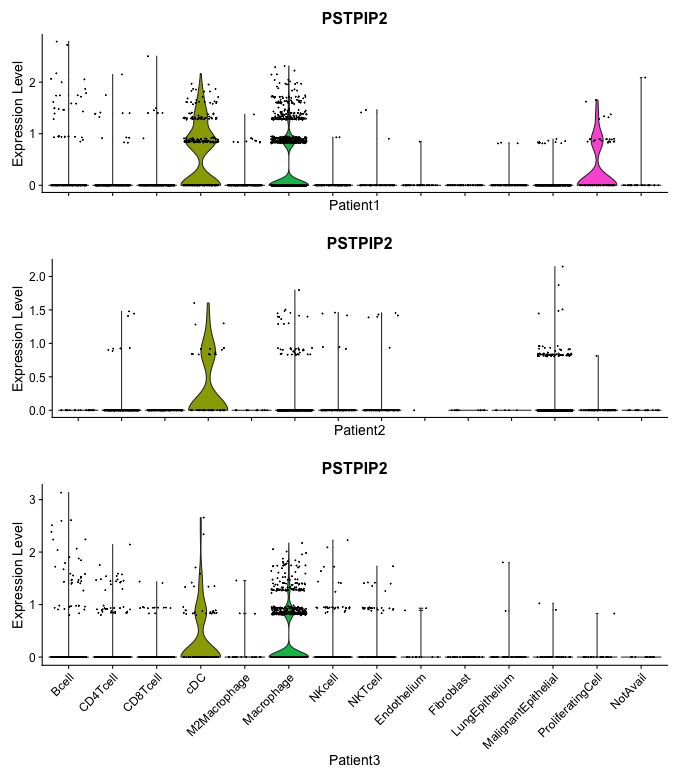 PSTPIP2
Expression Level
2
1
0
Patient1
PSTPIP2
Expression Level
2.0
1.5
1.0
0.5
0.0
Patient2
PSTPIP2
Expression Level
3
2
1
0
Bcell
CD4Tcell
CD8Tcell
cDC
M2Macrophage
Macrophage
NKcell
NKTcell
Endothelium
Fibroblast
LungEpithelium
MalignantEpithelial
ProliferatingCell
NotAvail
Patient3